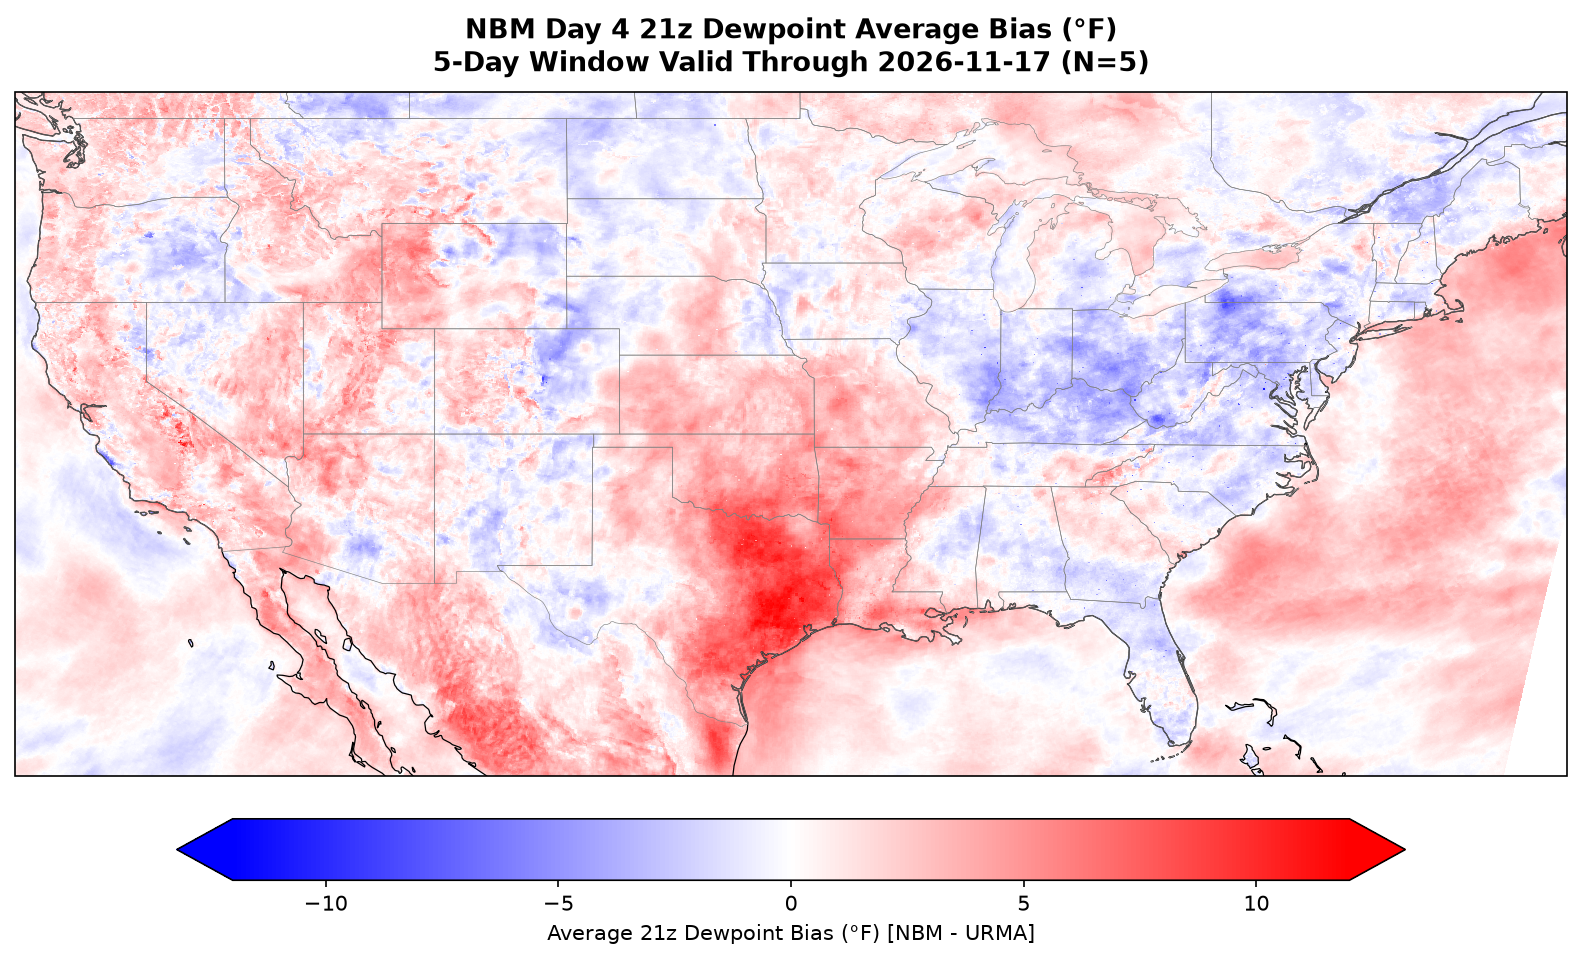 NBM Day 4 21z Dewpoint Average Bias (°F)
5-Day Window Valid Through 2026-11-17 (N=5)
−10 −5 0 5 10
Average 21z Dewpoint Bias (°F) [NBM - URMA]